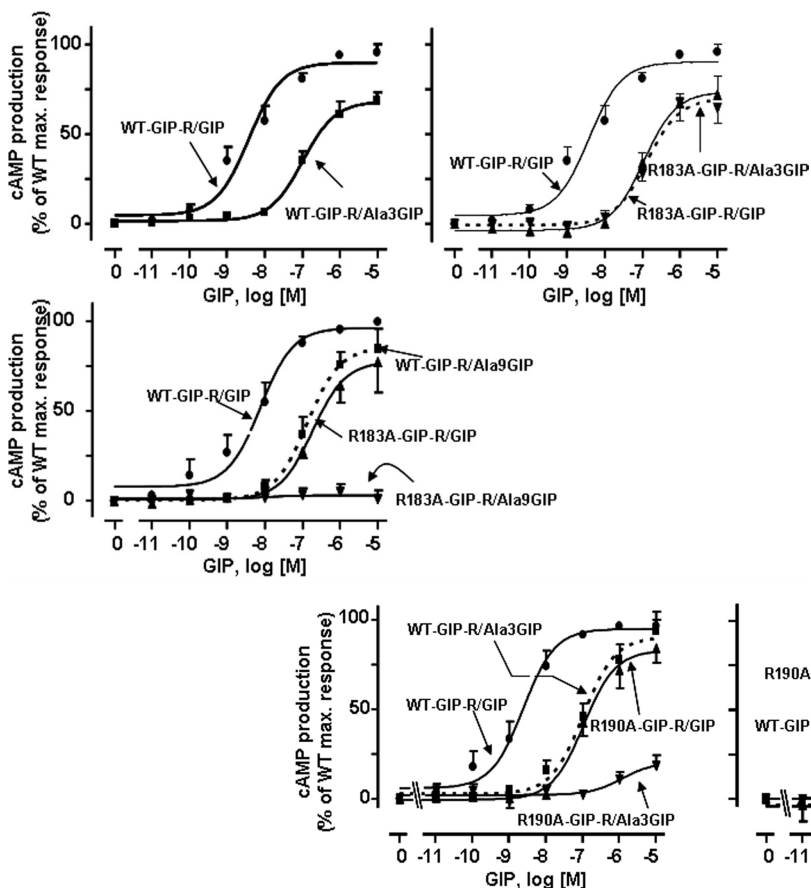 cAMP production
(% of WT max. response)
100
50
0
WT-GIP-R/GIP
WT-GIP-R/Ala3GIP
0 -11 -10 -9 -8 -7 -6 -5
GIP, log [M]
100
50
0
WT-GIP-R/GIP
R183A-GIP-R/Ala3GIP
R183A-GIP-R/GIP
0 -11 -10 -9 -8 -7 -6 -5
GIP, log [M]
cAMP production
(% of WT max. response)
100
50
0
WT-GIP-R/Ala9GIP
WT-GIP-R/GIP
R183A-GIP-R/GIP
R183A-GIP-R/Ala9GIP
0 -11 -10 -9 -8 -7 -6 -5
GIP, log [M]
cAMP production
(% of WT max. response)
100
50
0
WT-GIP-R/Ala3GIP
WT-GIP-R/GIP
R190A-GIP-R/GIP
R190A-GIP-R/Ala3GIP
0 -11 -10 -9 -8 -7 -6 -5
GIP, log [M]
R190A
WT-GIP
0 -11